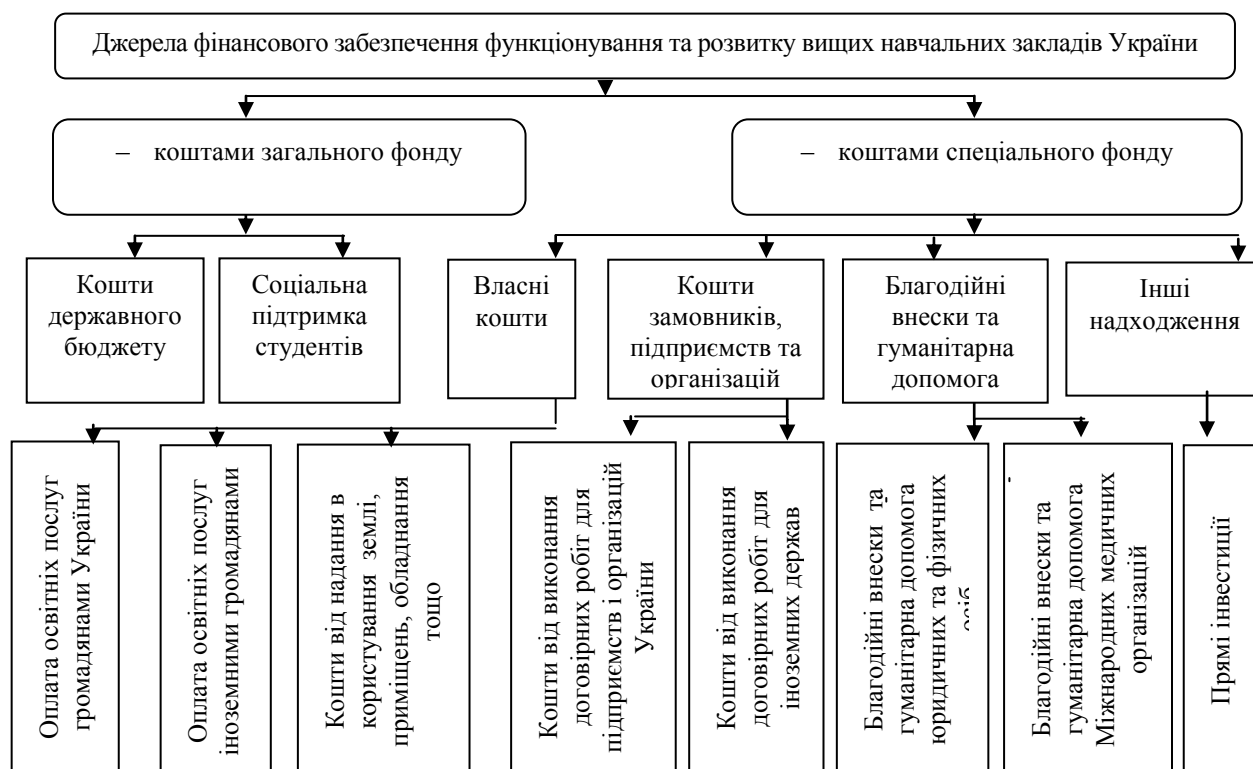 Джерела фінансового забезпечення функціонування та розвитку вищих навчальних закладів України
– коштами загального фонду
– коштами спеціального фонду
Кошти
державного
бюджету
Соціальна
підтримка
студентів
Власні
кошти
Кошти
замовників,
підприємств та
організацій
Благодійні
внески та
гуманітарна
допомога
Інші
надходження
Оплата освітніх послуг
громадянами України
Оплата освітніх послуг
іноземними громадянами
Кошти від надання в
користування землі,
приміщень, обладнання
тощо
Кошти від виконання
договірних робіт для
підприємств і організацій
України
Кошти від виконання
договірних робіт для
іноземних держав
Благодійні внески та
гуманітарна допомога
юридичних та фізичних
осіб
Благодійні внески та
гуманітарна допомога
Міжнародних медичних
організацій
Прямі інвестиції